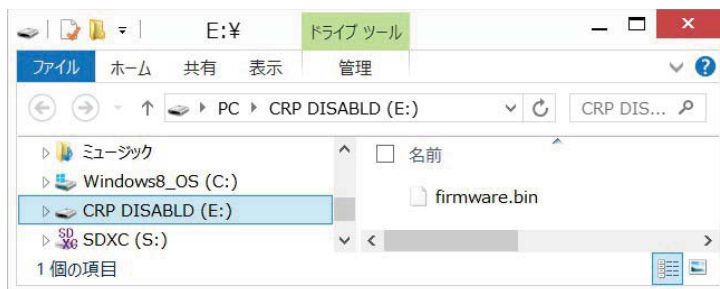 E:¥
ドライブ ツール
ファイル
ホーム
共有
表示
管理
PC
CRP DISABLD (E:)
CRP DIS...
ミュージック
Windows8_OS (C:)
CRP DISABLD (E:)
SDXC (S:)
名前
firmware.bin
1 個の項目